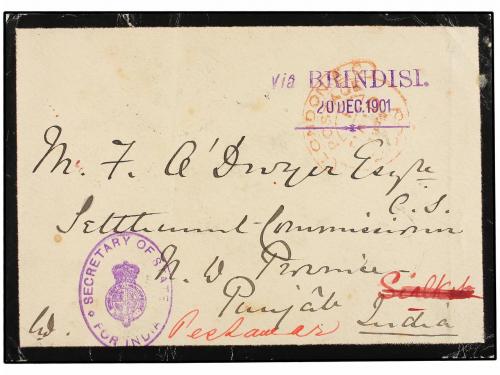 via BRINDISI.
20 DEC. 1901
LONDON
M. F. O'Dwyer Esqre
C. S.
Settlement Commissioner
N. W Province
Sialkot
Punjab India
Peshawar
SECRETARY OF STATE
FOR INDIA